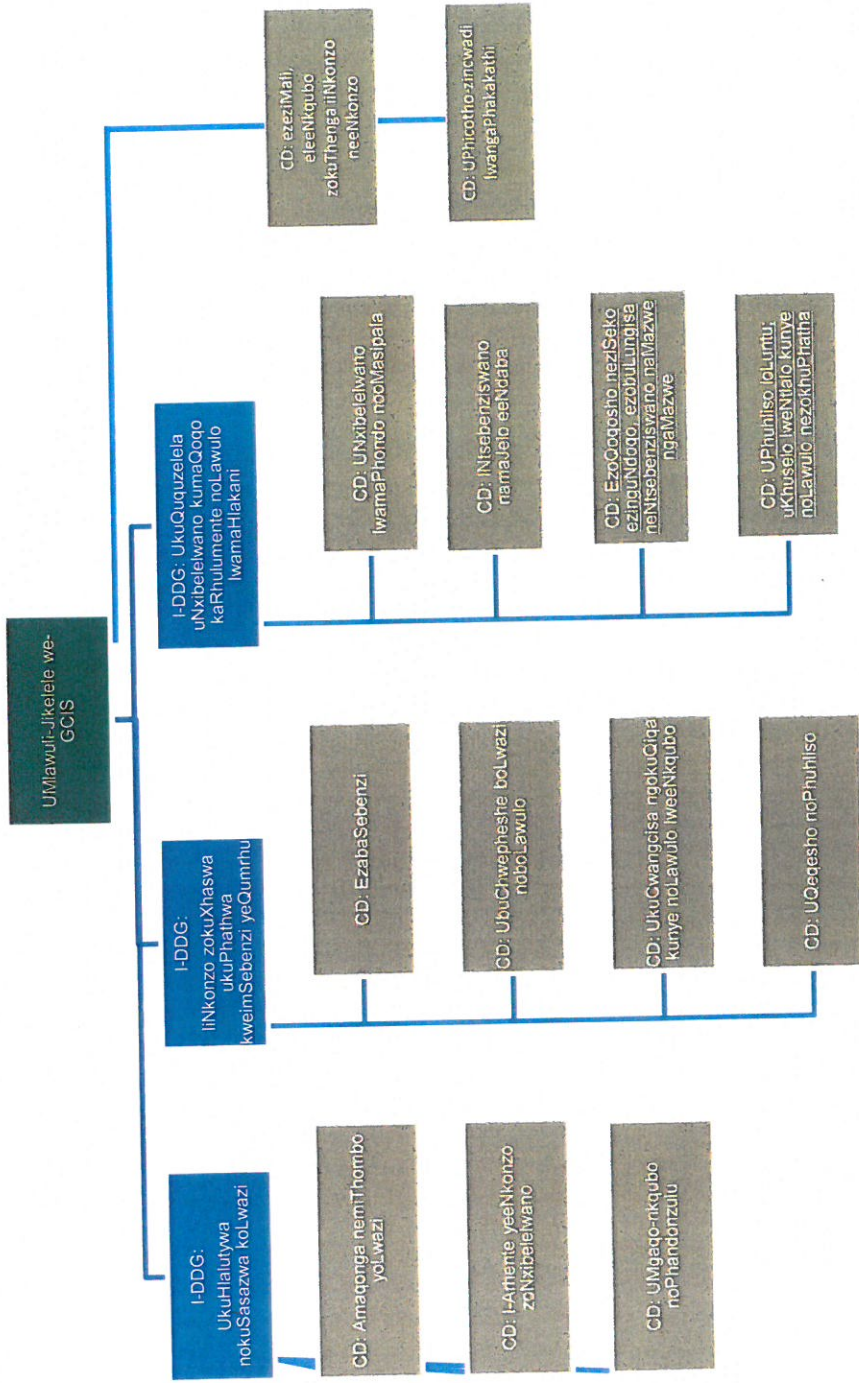 UMlawuli-Jikelele we-
GCIS
I-DDG:
UkuHlalutywa
nokuSasazwa koLwazi
CD: Amaqonga nemiThombo
yoLwazi
CD: I-Arhente yeeNkonzo
zoNxibelelwano
CD: UMgaqo-nkqubo
noPhandonzulu
I-DDG:
IiNkonzo zokuXhaswa
ukuPhathwa
kweimSebenzi yeQumrhu
CD: EzabaSebenzi
CD: UbuChwepheshe boLwazi
noboLawulo
CD: UkuCwangcisa ngokuQiqa
kunye noLawulo lweeNkqubo
CD: UQeqesho noPhuhliso
I-DDG: UkuQuquzelela
uNxibelelwano kumaQoqo
kaRhulumente noLawulo
lwamaHlakani
CD: UNxibelelwano
lwamaPhondo nooMasipala
CD: INtsebenziswano
namaJelo eeNdaba
CD: EzoQoqosho neziSeko
ezinguNdoqo, ezobuLungisa
neNtsebenziswano naMazwe
ngaMazwe
CD: UPhuhliso loLuntu;
uKhuselo lweNtlalo kunye
noLawulo nezokhuPhatha
CD: ezeziMali,
eleeNkqubo
zokuThenga iiNkonzo
neeNkonzo
CD: UPhicotho-zincwadi
lwangaPhakakathi